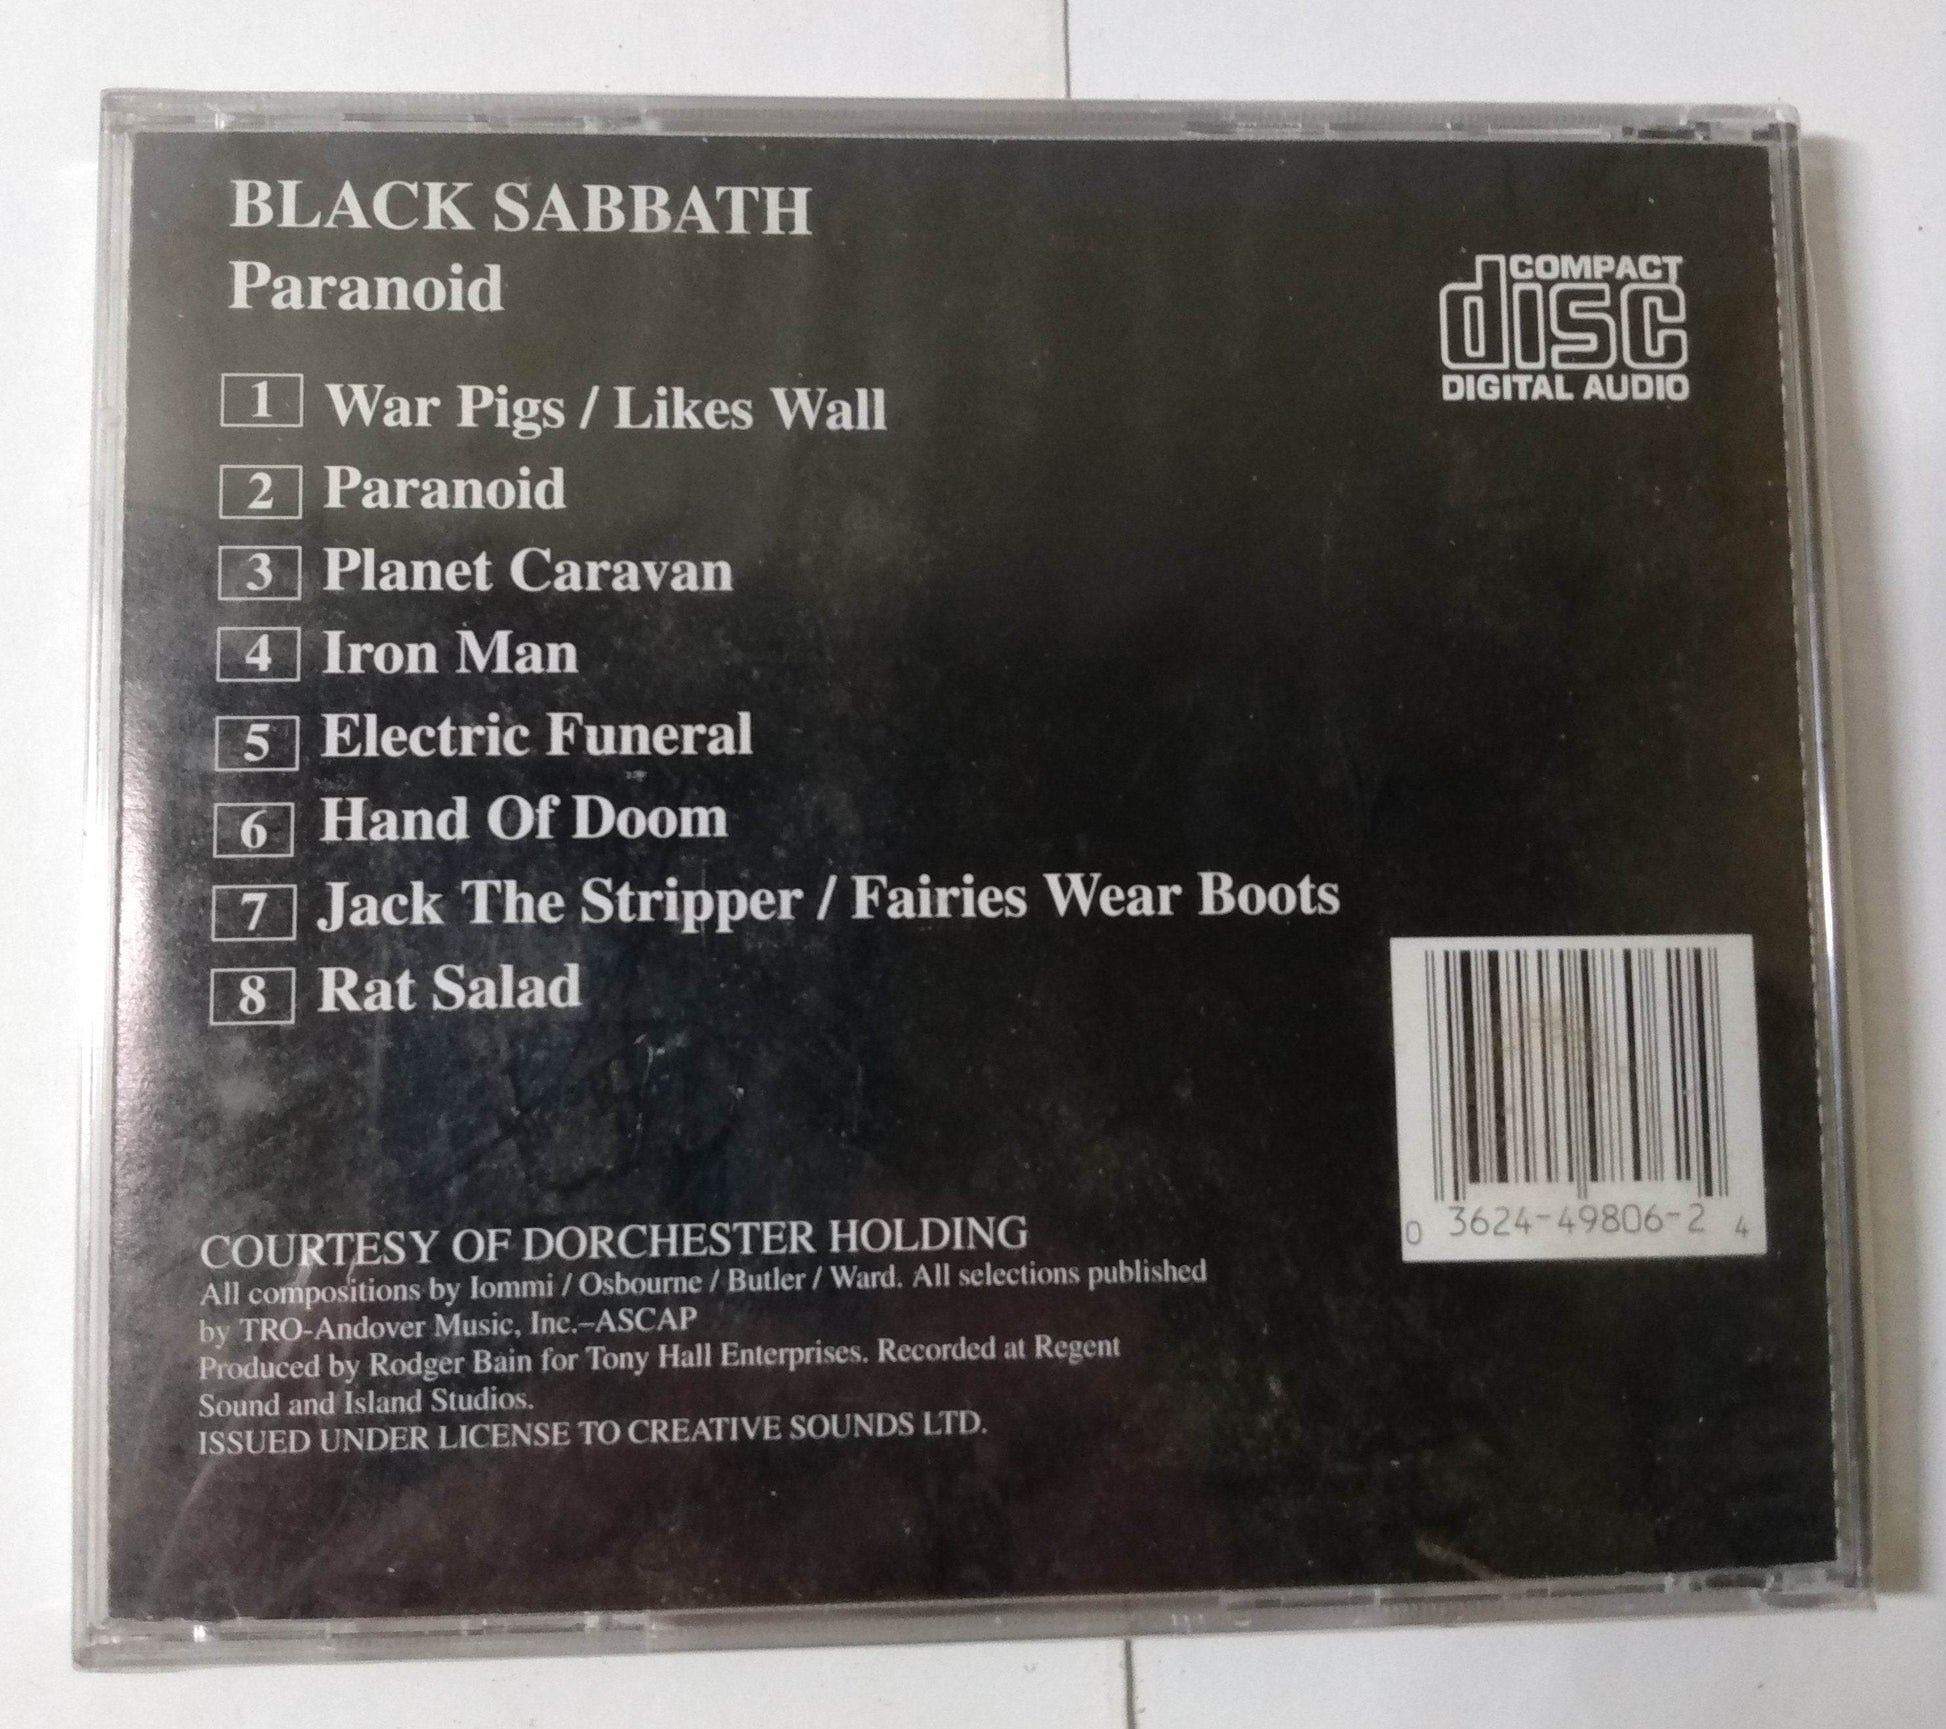 BLACK SABBATH
Paranoid
COMPACT
disc
DIGITAL AUDIO
1 War Pigs / Likes Wall
2 Paranoid
3 Planet Caravan
4 Iron Man
5 Electric Funeral
6 Hand Of Doom
7 Jack The Stripper / Fairies Wear Boots
8 Rat Salad
0 3624-49806-2 4
COURTESY OF DORCHESTER HOLDING
All compositions by Iommi / Osbourne / Butler / Ward. All selections published
by TRO-Andover Music, Inc.–ASCAP
Produced by Rodger Bain for Tony Hall Enterprises. Recorded at Regent
Sound and Island Studios.
ISSUED UNDER LICENSE TO CREATIVE SOUNDS LTD.